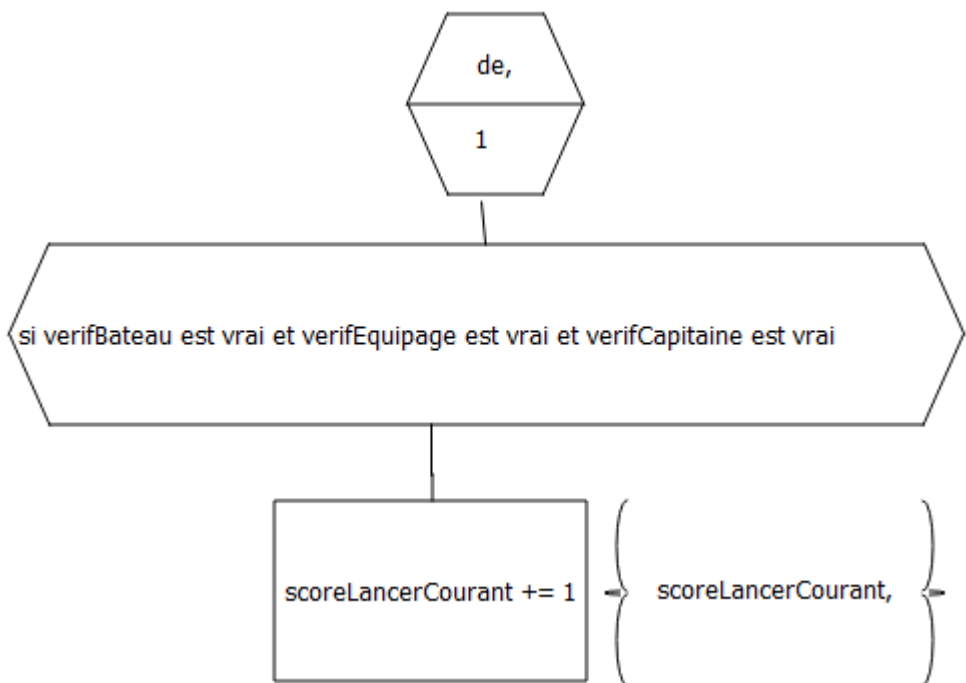 de,
1
si verifBateau est vrai et verifEquipage est vrai et verifCapitaine est vrai
scoreLancerCourant += 1
scoreLancerCourant,